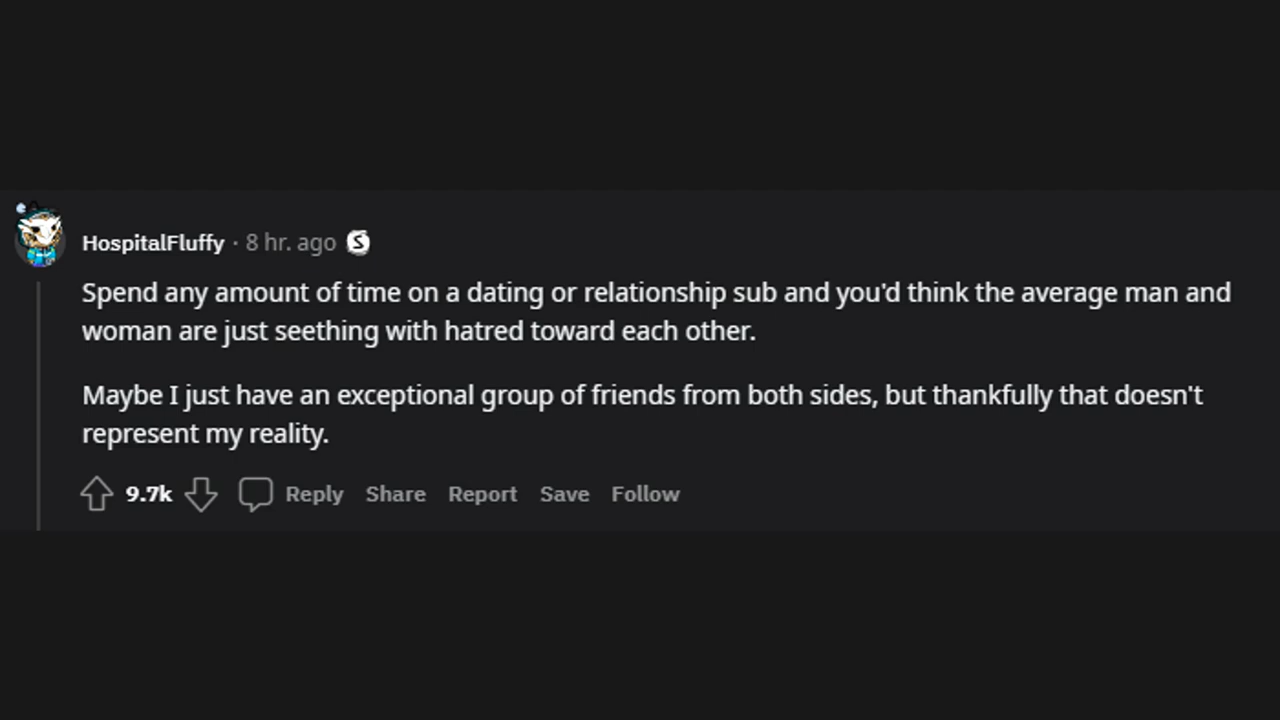 HospitalFluffy · 8 hr. ago
Spend any amount of time on a dating or relationship sub and you'd think the average man and
woman are just seething with hatred toward each other.
Maybe I just have an exceptional group of friends from both sides, but thankfully that doesn't
represent my reality.
9.7k Reply Share Report Save Follow